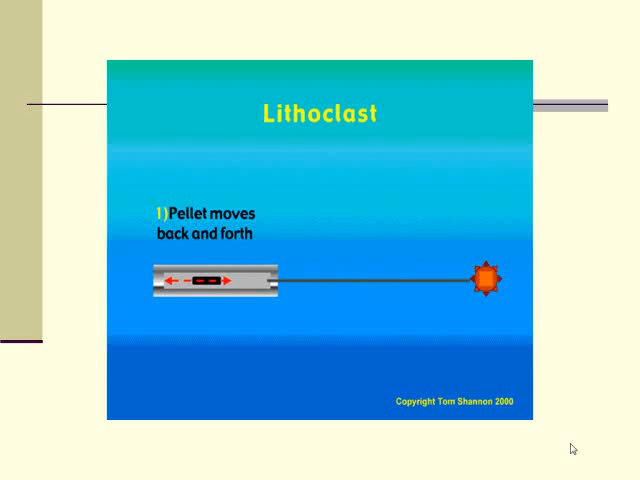 Lithoclast
1)Pellet moves
back and forth
Copyright Tom Shannon 2000